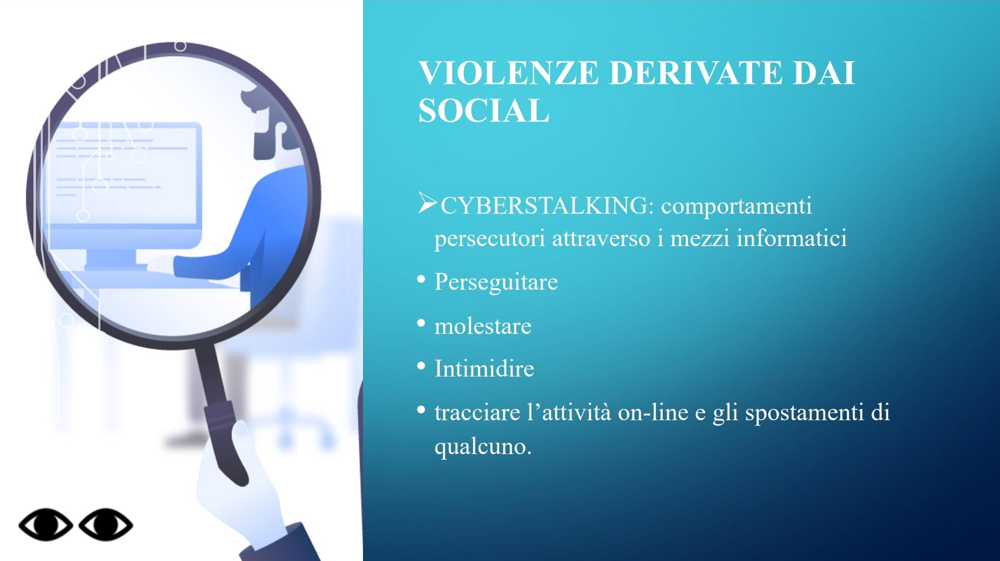 VIOLENZE DERIVATE DAI
SOCIAL
➢CYBERSTALKING: comportamenti
persecutori attraverso i mezzi informatici
• Perseguitare
• molestare
• Intimidire
• tracciare l’attività on-line e gli spostamenti di
qualcuno.